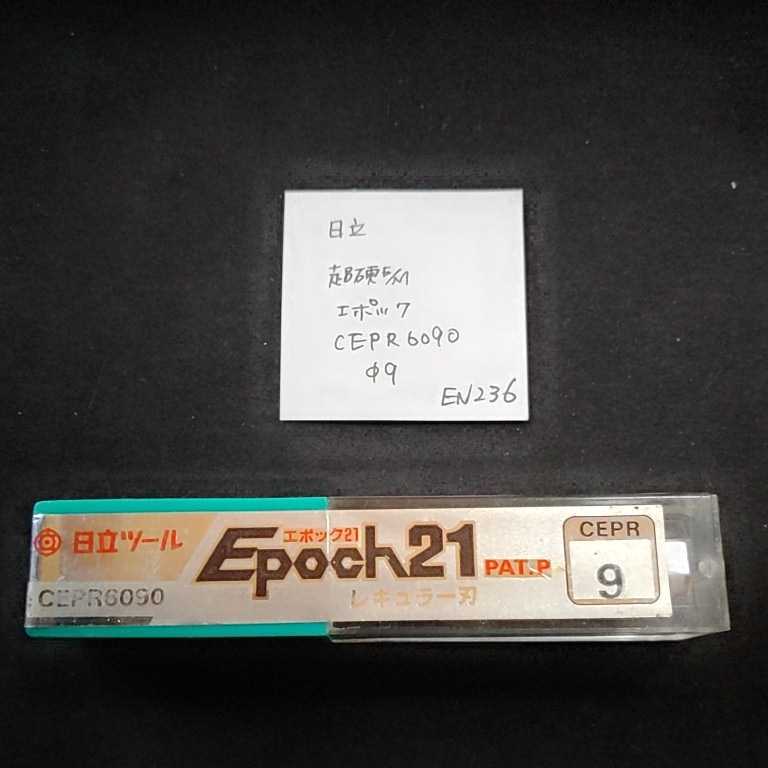 日立
超硬E/M
エポック
CEPR6090
φ9
EN236
日立ツール
エポック21
Epoch21
PAT.P
CEPR
9
CEPR6090
レギュラー刃